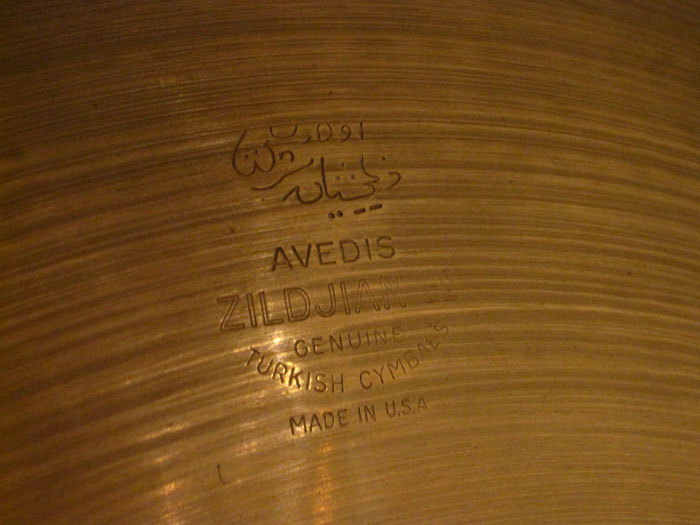 AVEDIS
ZILDJIAN CO
GENUINE
TURKISH CYMBALS
MADE IN U.S.A